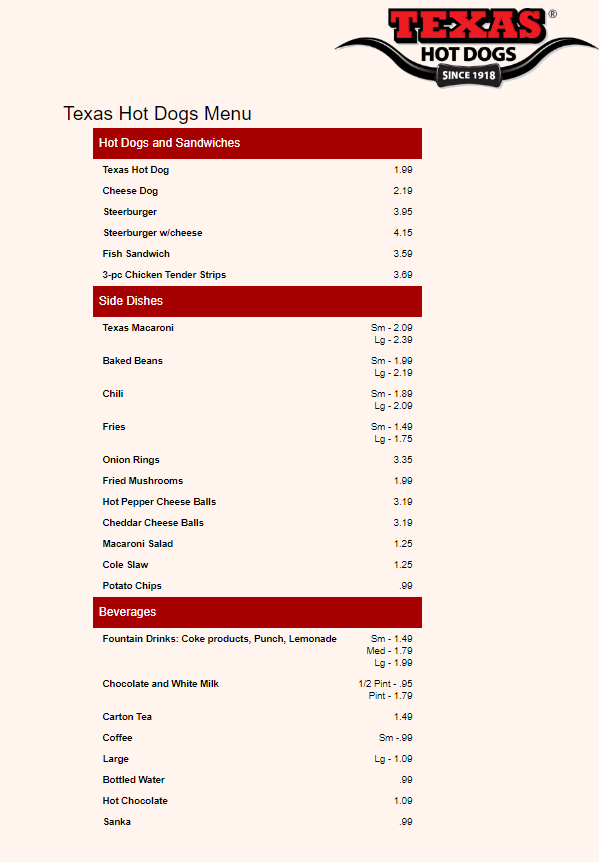 TEXAS®
HOT DOGS
SINCE 1918
Texas Hot Dogs Menu
Hot Dogs and Sandwiches
Texas Hot Dog 1.99
Cheese Dog 2.19
Steerburger 3.95
Steerburger w/cheese 4.15
Fish Sandwich 3.59
3-pc Chicken Tender Strips 3.69
Side Dishes
Texas Macaroni Sm - 2.09
Lg - 2.39
Baked Beans Sm - 1.99
Lg - 2.19
Chili Sm - 1.89
Lg - 2.09
Fries Sm - 1.49
Lg - 1.75
Onion Rings 3.35
Fried Mushrooms 1.99
Hot Pepper Cheese Balls 3.19
Cheddar Cheese Balls 3.19
Macaroni Salad 1.25
Cole Slaw 1.25
Potato Chips .99
Beverages
Fountain Drinks: Coke products, Punch, Lemonade Sm - 1.49
Med - 1.79
Lg - 1.99
Chocolate and White Milk 1/2 Pint - .95
Pint - 1.79
Carton Tea 1.49
Coffee Sm -.99
Large Lg - 1.09
Bottled Water .99
Hot Chocolate 1.09
Sanka .99